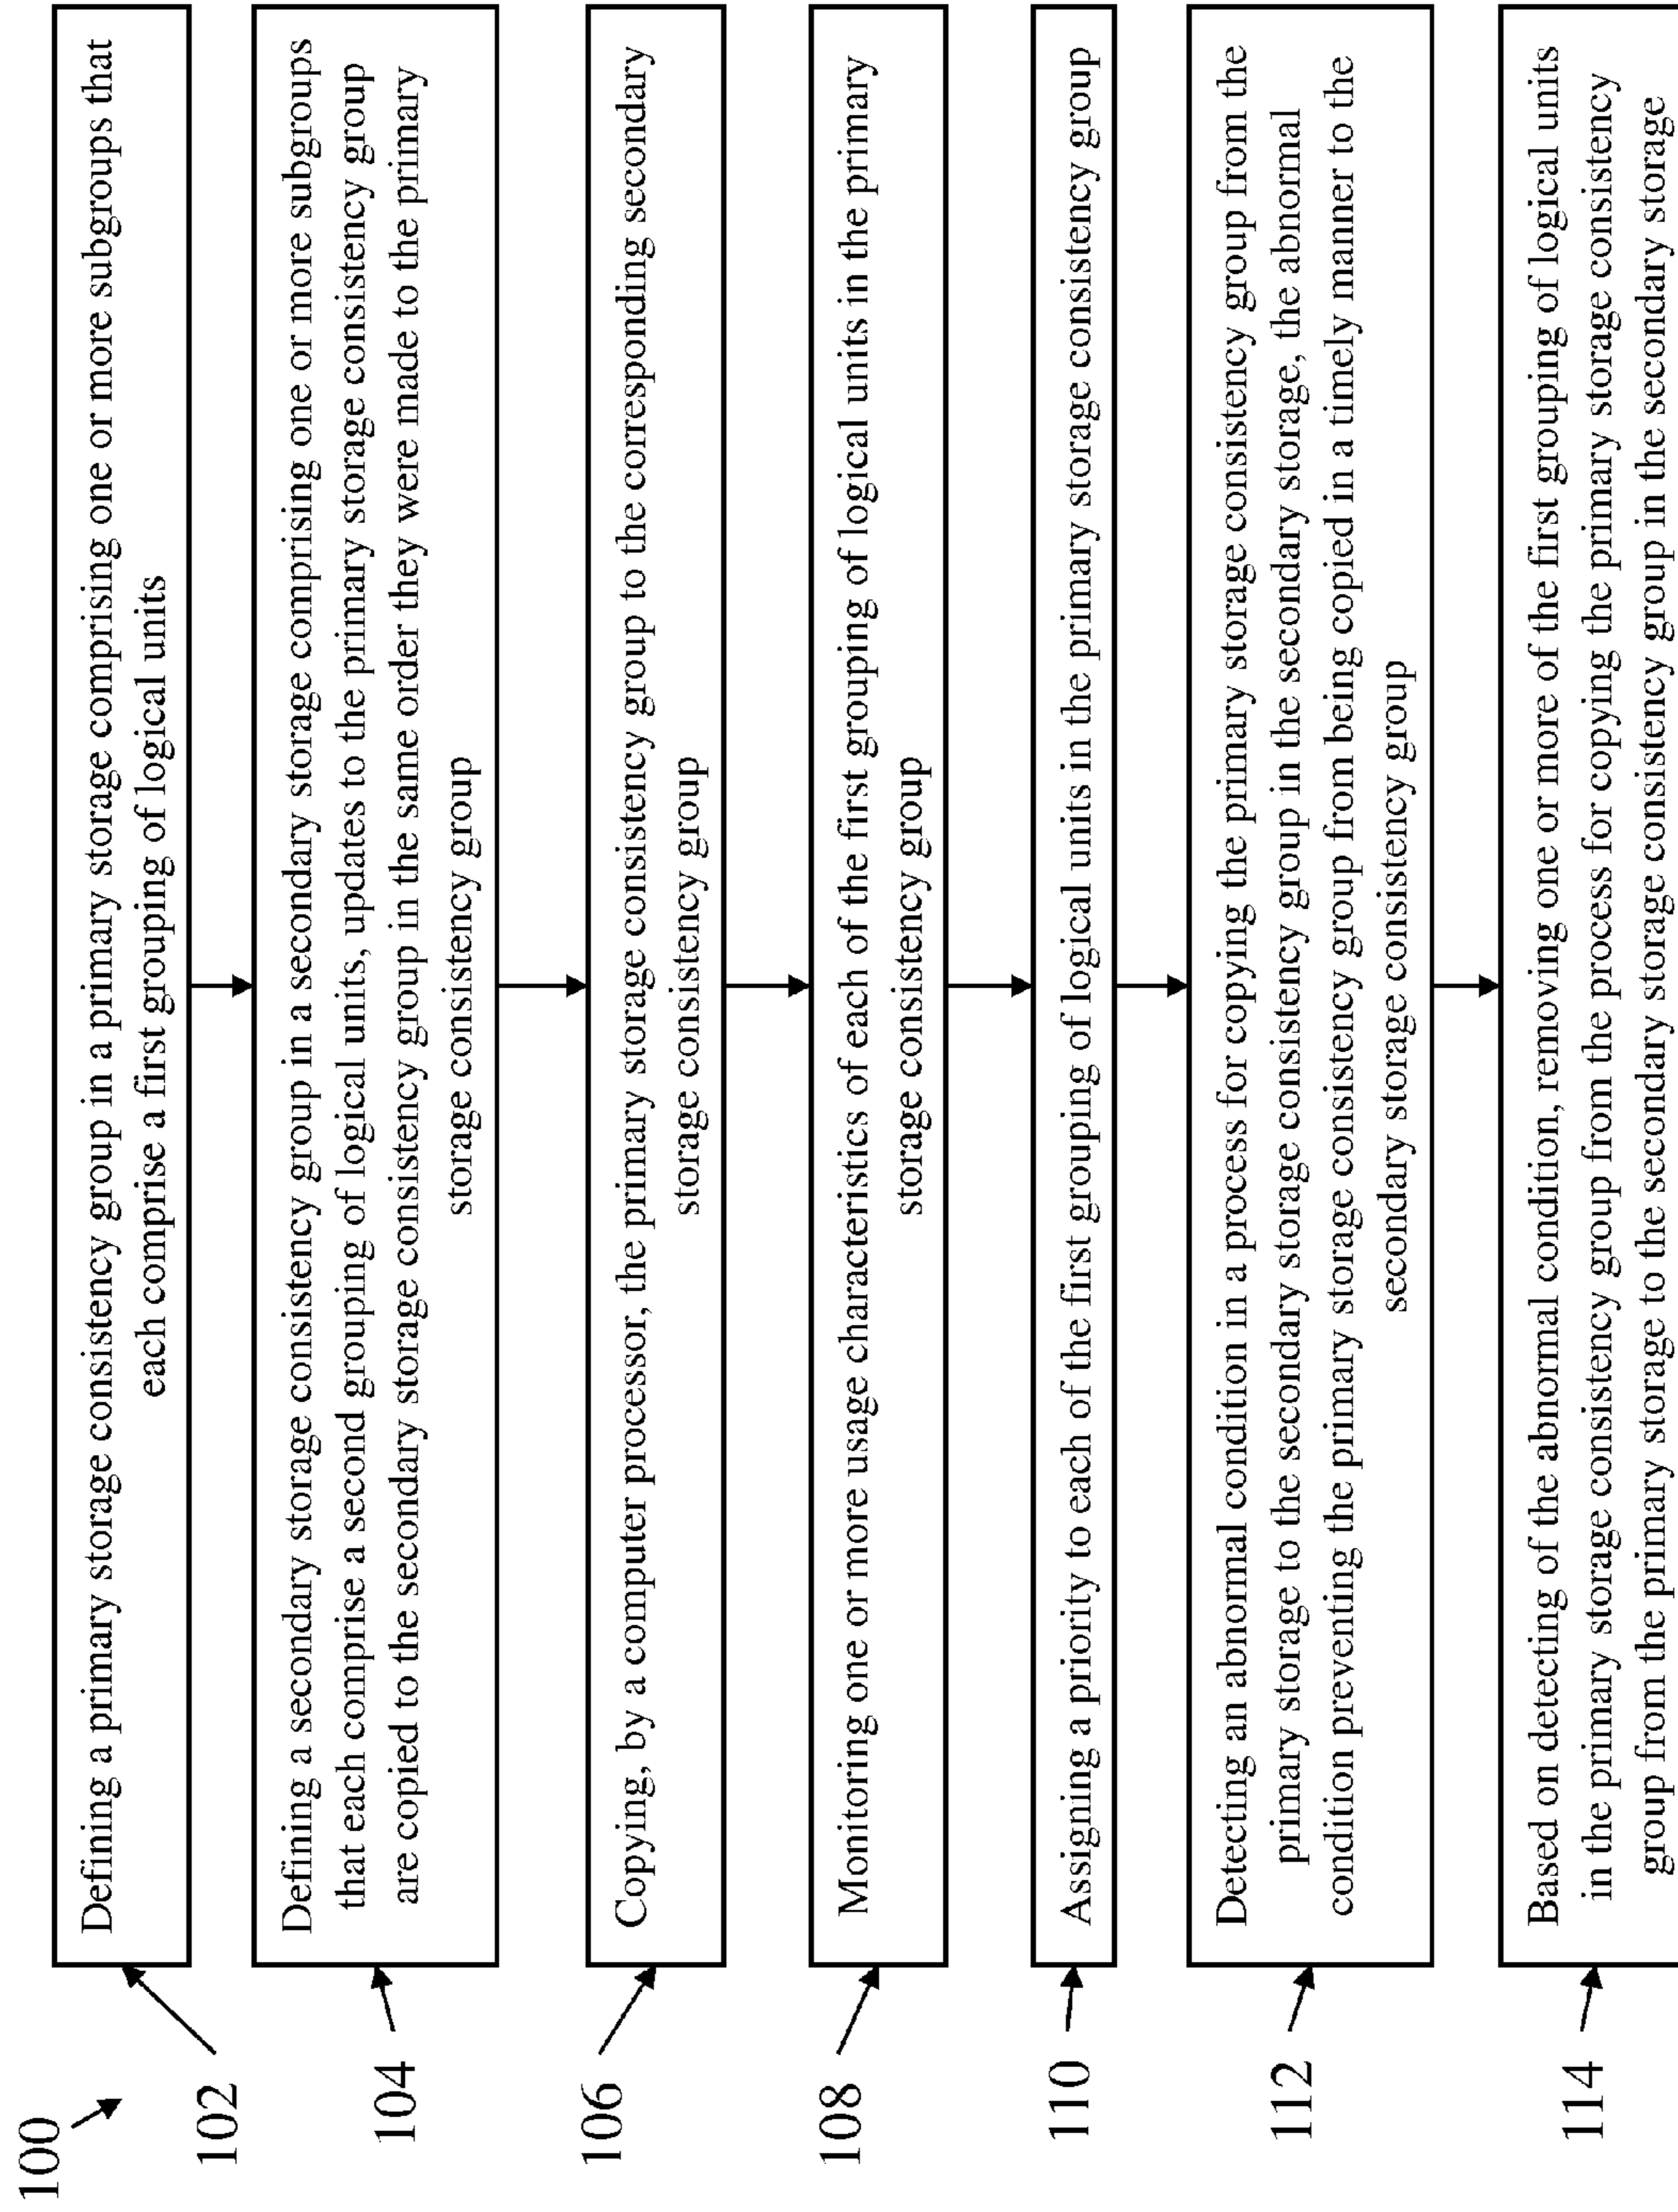 100
102
Defining a primary storage consistency group in a primary storage comprising one or more subgroups that
each comprise a first grouping of logical units
104
Defining a secondary storage consistency group in a secondary storage comprising one or more subgroups
that each comprise a second grouping of logical units, updates to the primary storage consistency group
are copied to the secondary storage consistency group in the same order they were made to the primary
storage consistency group
106
Copying, by a computer processor, the primary storage consistency group to the corresponding secondary
storage consistency group
108
Monitoring one or more usage characteristics of each of the first grouping of logical units in the primary
storage consistency group
110
Assigning a priority to each of the first grouping of logical units in the primary storage consistency group
112
Detecting an abnormal condition in a process for copying the primary storage consistency group from the
primary storage to the secondary storage consistency group in the secondary storage, the abnormal
condition preventing the primary storage consistency group from being copied in a timely manner to the
secondary storage consistency group
114
Based on detecting of the abnormal condition, removing one or more of the first grouping of logical units
in the primary storage consistency group from the process for copying the primary storage consistency
group from the primary storage to the secondary storage consistency group in the secondary storage